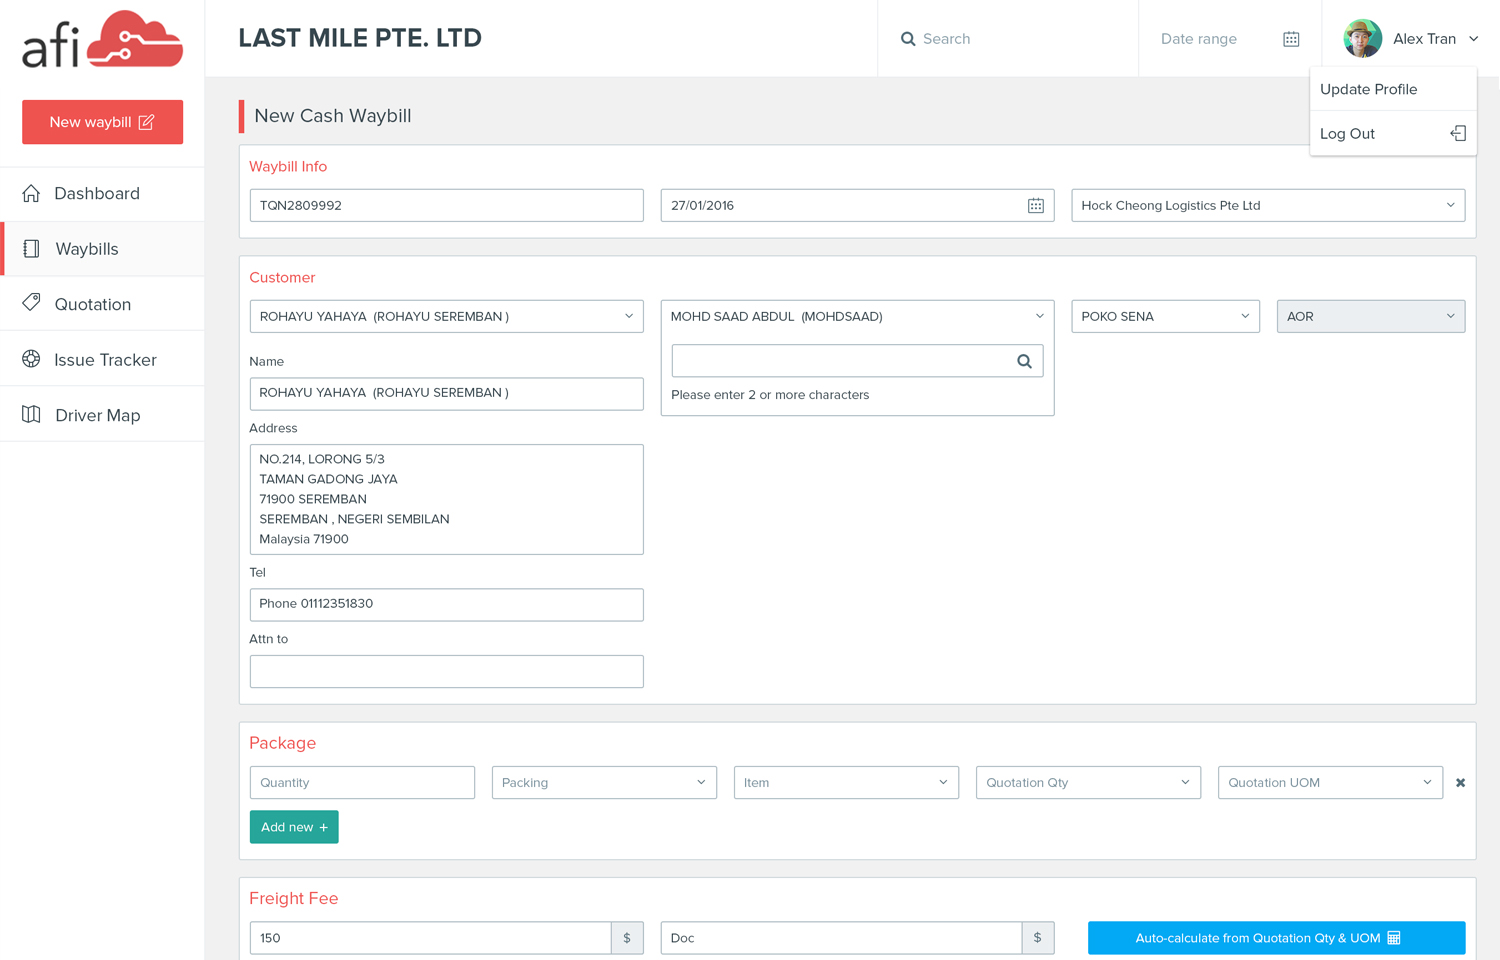 afi
LAST MILE PTE. LTD
Search
Date range
Alex Tran
Update Profile
Log Out
New waybill
Dashboard
Waybills
Quotation
Issue Tracker
Driver Map
New Cash Waybill
Waybill Info
TQN2809992
27/01/2016
Hock Cheong Logistics Pte Ltd
Customer
ROHAYU YAHAYA (ROHAYU SEREMBAN )
MOHD SAAD ABDUL (MOHDSAAD)
POKO SENA
AOR
Please enter 2 or more characters
Name
ROHAYU YAHAYA (ROHAYU SEREMBAN )
Address
NO.214, LORONG 5/3
TAMAN GADONG JAYA
71900 SEREMBAN
SEREMBAN , NEGERI SEMBILAN
Malaysia 71900
Tel
Phone 01112351830
Attn to
Package
Quantity
Packing
Item
Quotation Qty
Quotation UOM
Add new +
Freight Fee
150 $
Doc $
Auto-calculate from Quotation Qty & UOM